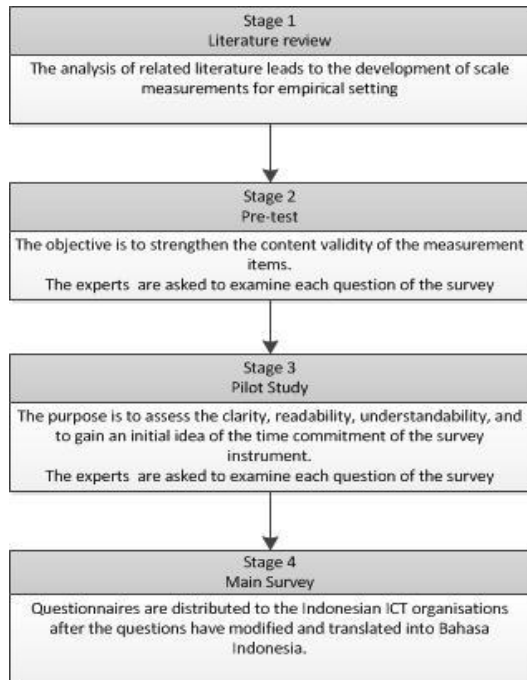 Stage 1
Literature review
The analysis of related literature leads to the development of scale
measurements for empirical setting
Stage 2
Pre-test
The objective is to strengthen the content validity of the measurement
items.
The experts are asked to examine each question of the survey
Stage 3
Pilot Study
The purpose is to assess the clarity, readability, understandability, and
to gain an initial idea of the time commitment of the survey
instrument.
The experts are asked to examine each question of the survey
Stage 4
Main Survey
Questionnaires are distributed to the Indonesian ICT organisations
after the questions have modified and translated into Bahasa
Indonesia.